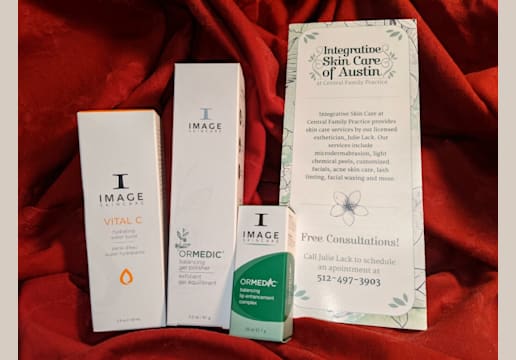 I
IMAGE
SKINCARE
VITAL C
hydrating
water burst
I
IMAGE
SKINCARE
ORMEDIC
balancing
gel polisher
exfoliant
gel équilibrant
I
IMAGE
SKINCARE
ORMEDIC
balancing
lip enhancement
complex
Integrative
Skin Care
of Austin
at Central Family Practice
Integrative Skin Care at
Central Family Practice provides
skin care services by our licensed
esthetician, Julie Lack. Our
services include
microdermabrasion, light
chemical peels, customized
facials, acne skin care, lash
tinting, facial waxing and more.
Free Consultations!
Call Julie Lack to schedule
an appointment at
512-497-3903